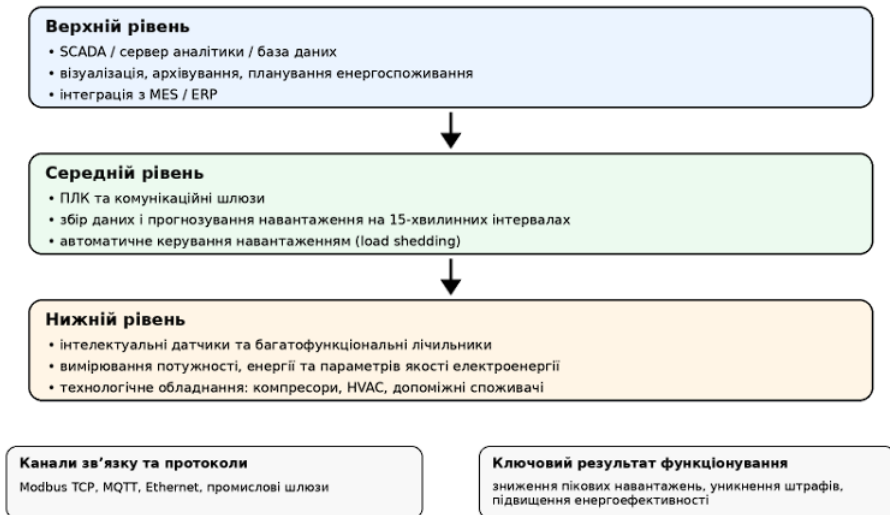 Верхній рівень
• SCADA / сервер аналітики / база даних
• візуалізація, архівування, планування енергоспоживання
• інтеграція з MES / ERP
Середній рівень
• ПЛК та комунікаційні шлюзи
• збір даних і прогнозування навантаження на 15-хвилинних інтервалах
• автоматичне керування навантаженням (load shedding)
Нижній рівень
• інтелектуальні датчики та багатофункціональні лічильники
• вимірювання потужності, енергії та параметрів якості електроенергії
• технологічне обладнання: компресори, HVAC, допоміжні споживачі
Канали зв’язку та протоколи
Modbus TCP, MQTT, Ethernet, промислові шлюзи
Ключовий результат функціонування
зниження пікових навантажень, уникнення штрафів,
підвищення енергоефективності